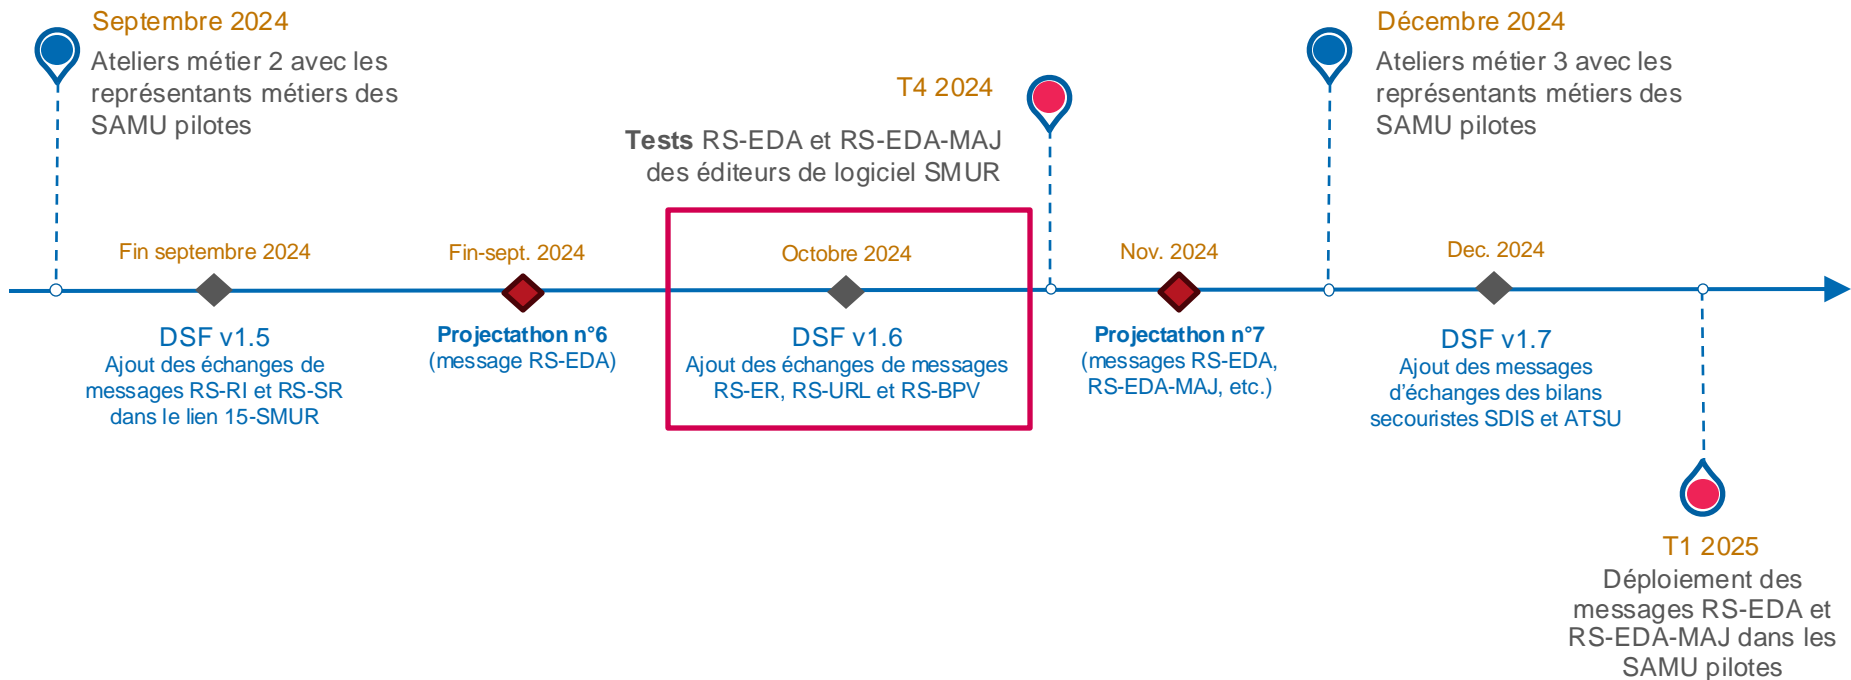 Septembre 2024
Ateliers métier 2 avec les
représentants métiers des
SAMU pilotes
T4 2024
Tests RS-EDA et RS-EDA-MAJ
des éditeurs de logiciel SMUR
Décembre 2024
Ateliers métier 3 avec les
représentants métiers des
SAMU pilotes
Fin septembre 2024
DSF v1.5
Ajout des échanges de
messages RS-RI et RS-SR
dans le lien 15-SMUR
Fin-sept. 2024
Projectathon n°6
(message RS-EDA)
Octobre 2024
DSF v1.6
Ajout des échanges de messages
RS-ER, RS-URL et RS-BPV
Nov. 2024
Projectathon n°7
(messages RS-EDA,
RS-EDA-MAJ, etc.)
Dec. 2024
DSF v1.7
Ajout des messages
d'échanges des bilans
secouristes SDIS et ATSU
T1 2025
Déploiement des
messages RS-EDA et
RS-EDA-MAJ dans les
SAMU pilotes